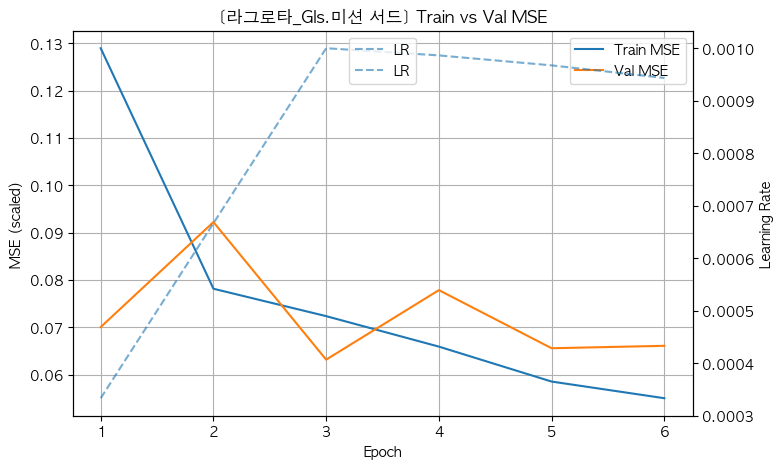 [라그로타_Gls.미션 서드] Train vs Val MSE
0.13
0.12
0.11
0.10
0.09
0.08
0.07
0.06
MSE (scaled)
LR
LR
Train MSE
Val MSE
0.0010
0.0009
0.0008
0.0007
0.0006
0.0005
0.0004
0.0003
Learning Rate
1 2 3 4 5 6
Epoch